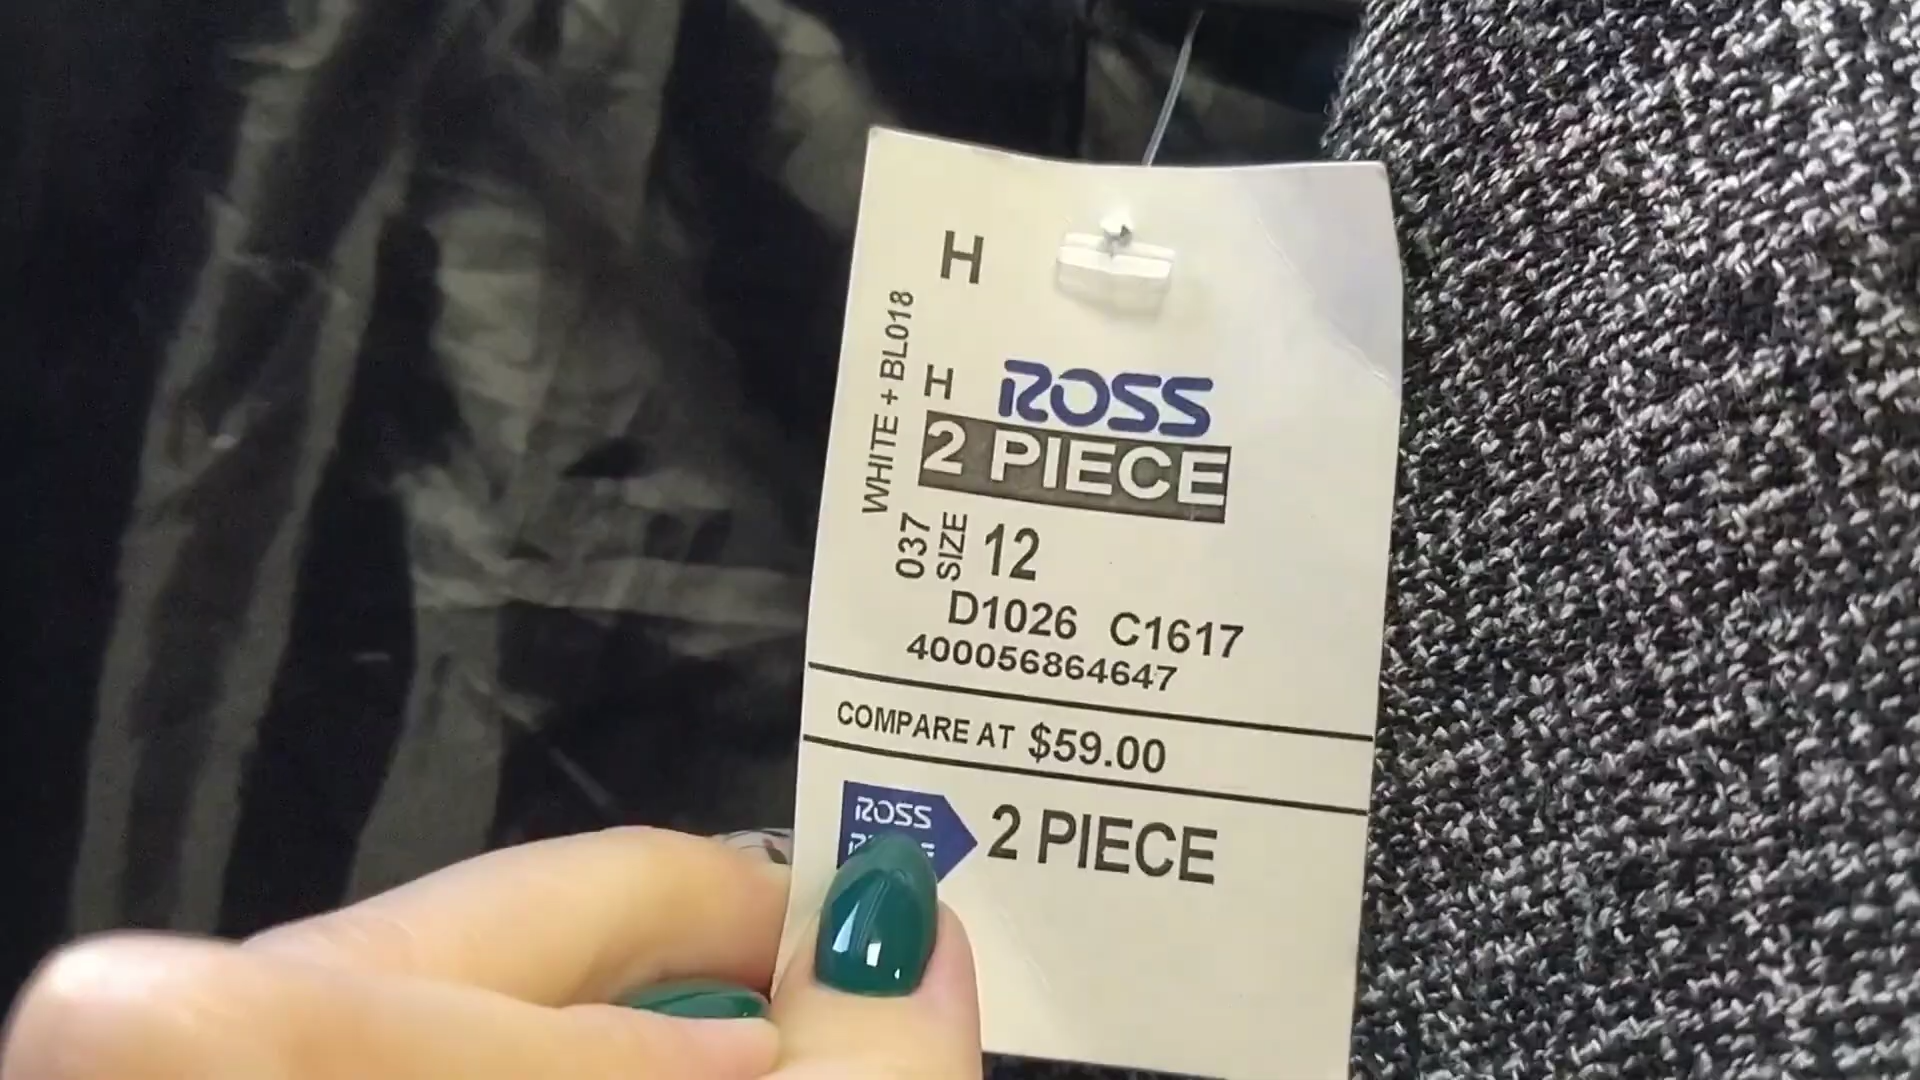 H
WHITE + BL018
H ROSS
2 PIECE
037
SIZE 12
D1026 C1617
400056864647
COMPARE AT $59.00
ROSS
2 PIECE